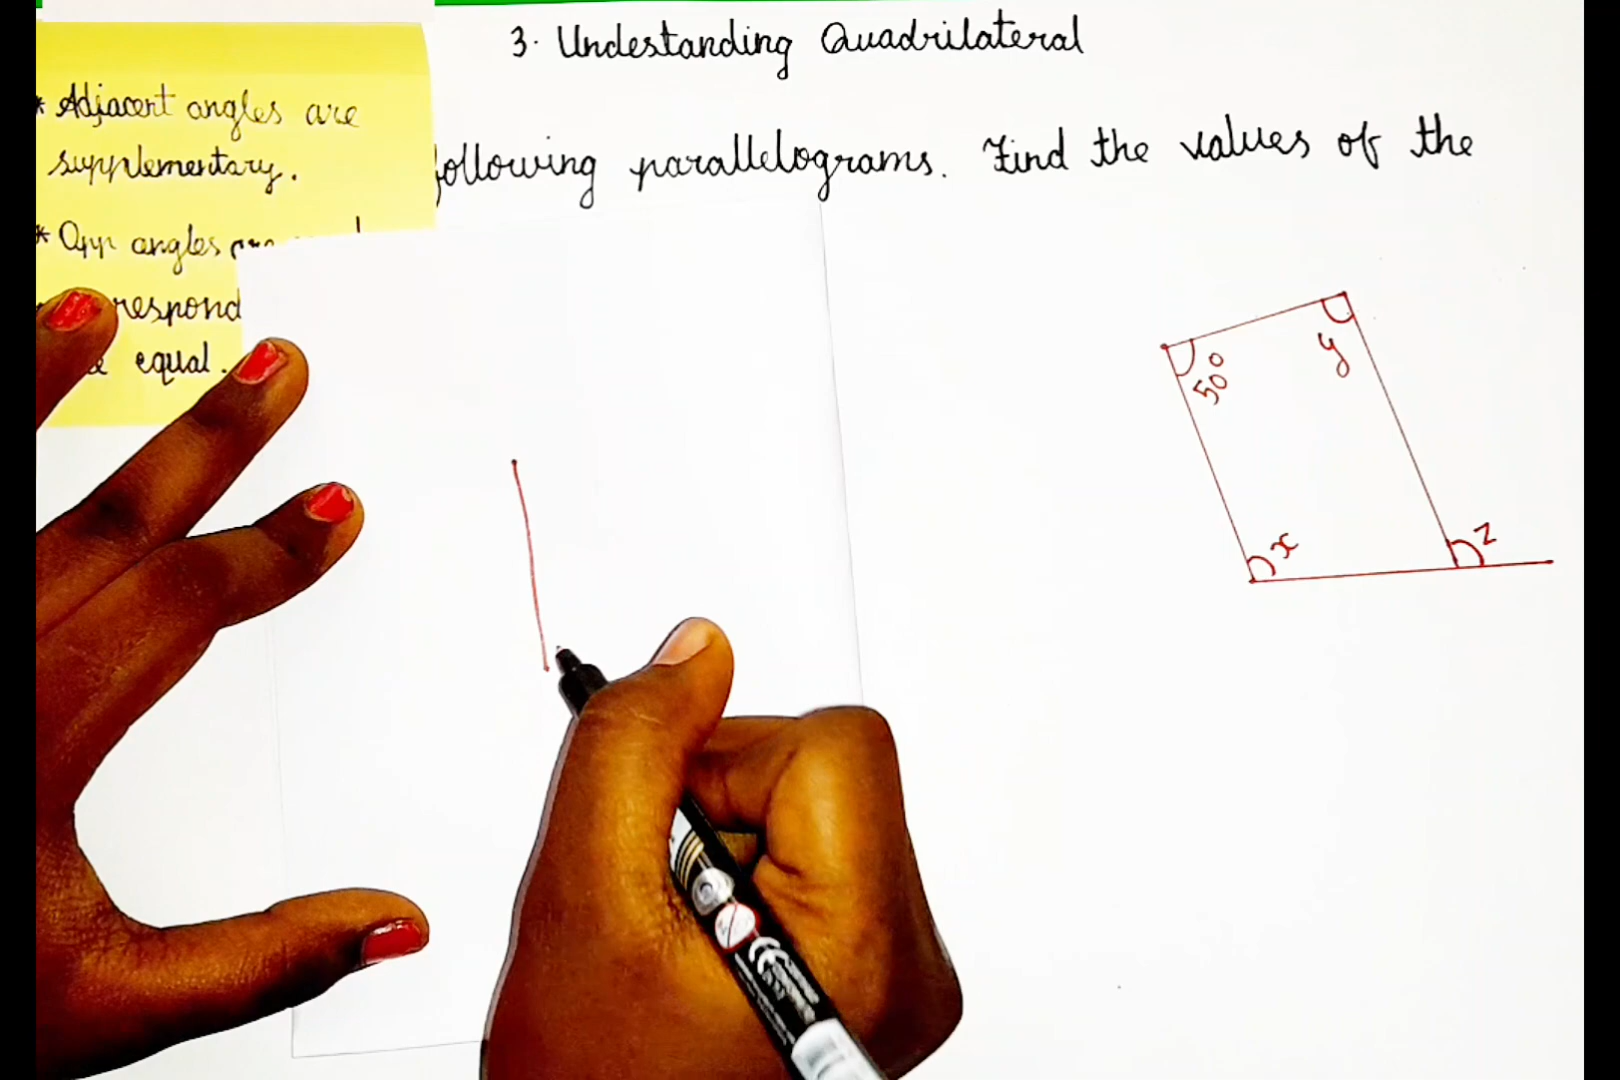 3. Undestanding Quadrilateral
* Adjacent angles are
supplementary.
following parallelograms. Find the values of the
* Opp angles are
respond
equal.
50°
y
x
z